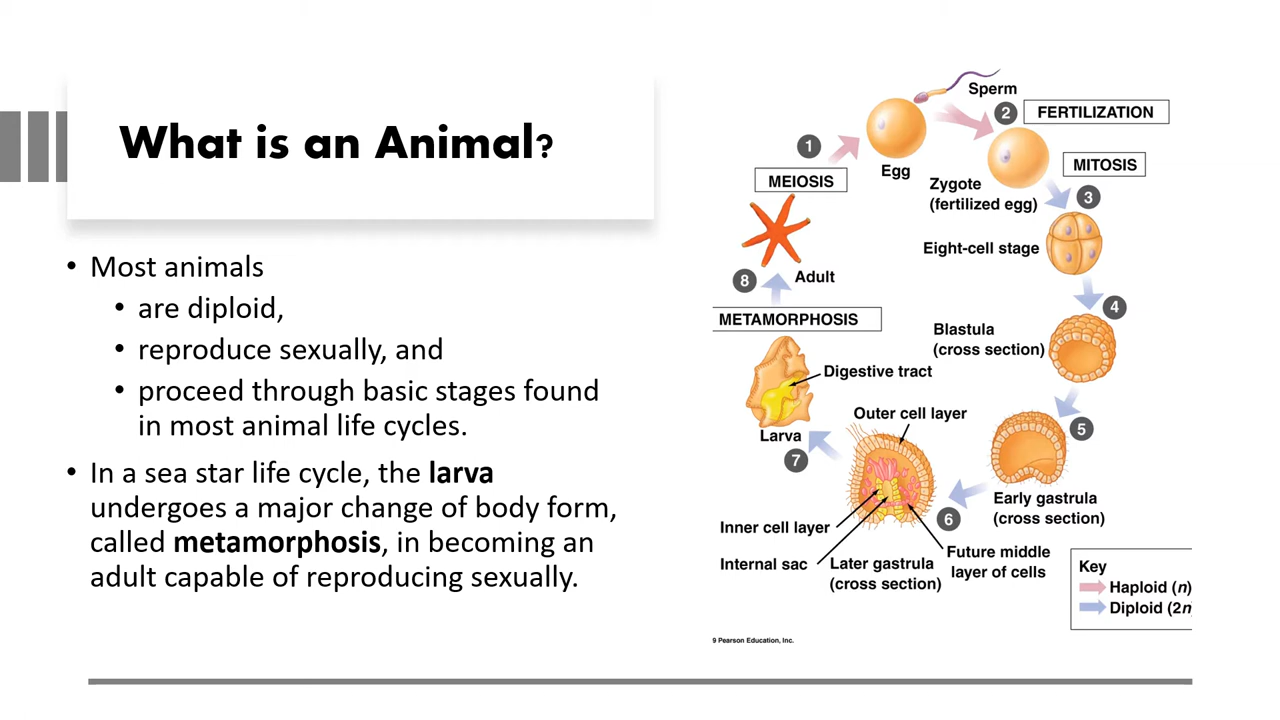 What is an Animal?
• Most animals
• are diploid,
• reproduce sexually, and
• proceed through basic stages found
in most animal life cycles.
• In a sea star life cycle, the larva
undergoes a major change of body form,
called metamorphosis, in becoming an
adult capable of reproducing sexually.
Sperm
2
FERTILIZATION
1
Egg
MEIOSIS
MITOSIS
Zygote
(fertilized egg)
3
Eight-cell stage
8
Adult
4
METAMORPHOSIS
Blastula
(cross section)
Digestive tract
Outer cell layer
5
Larva
7
Early gastrula
(cross section)
6
Inner cell layer
Internal sac
Later gastrula
(cross section)
Future middle
layer of cells
Key
Haploid (n)
Diploid (2n
9 Pearson Education, Inc.